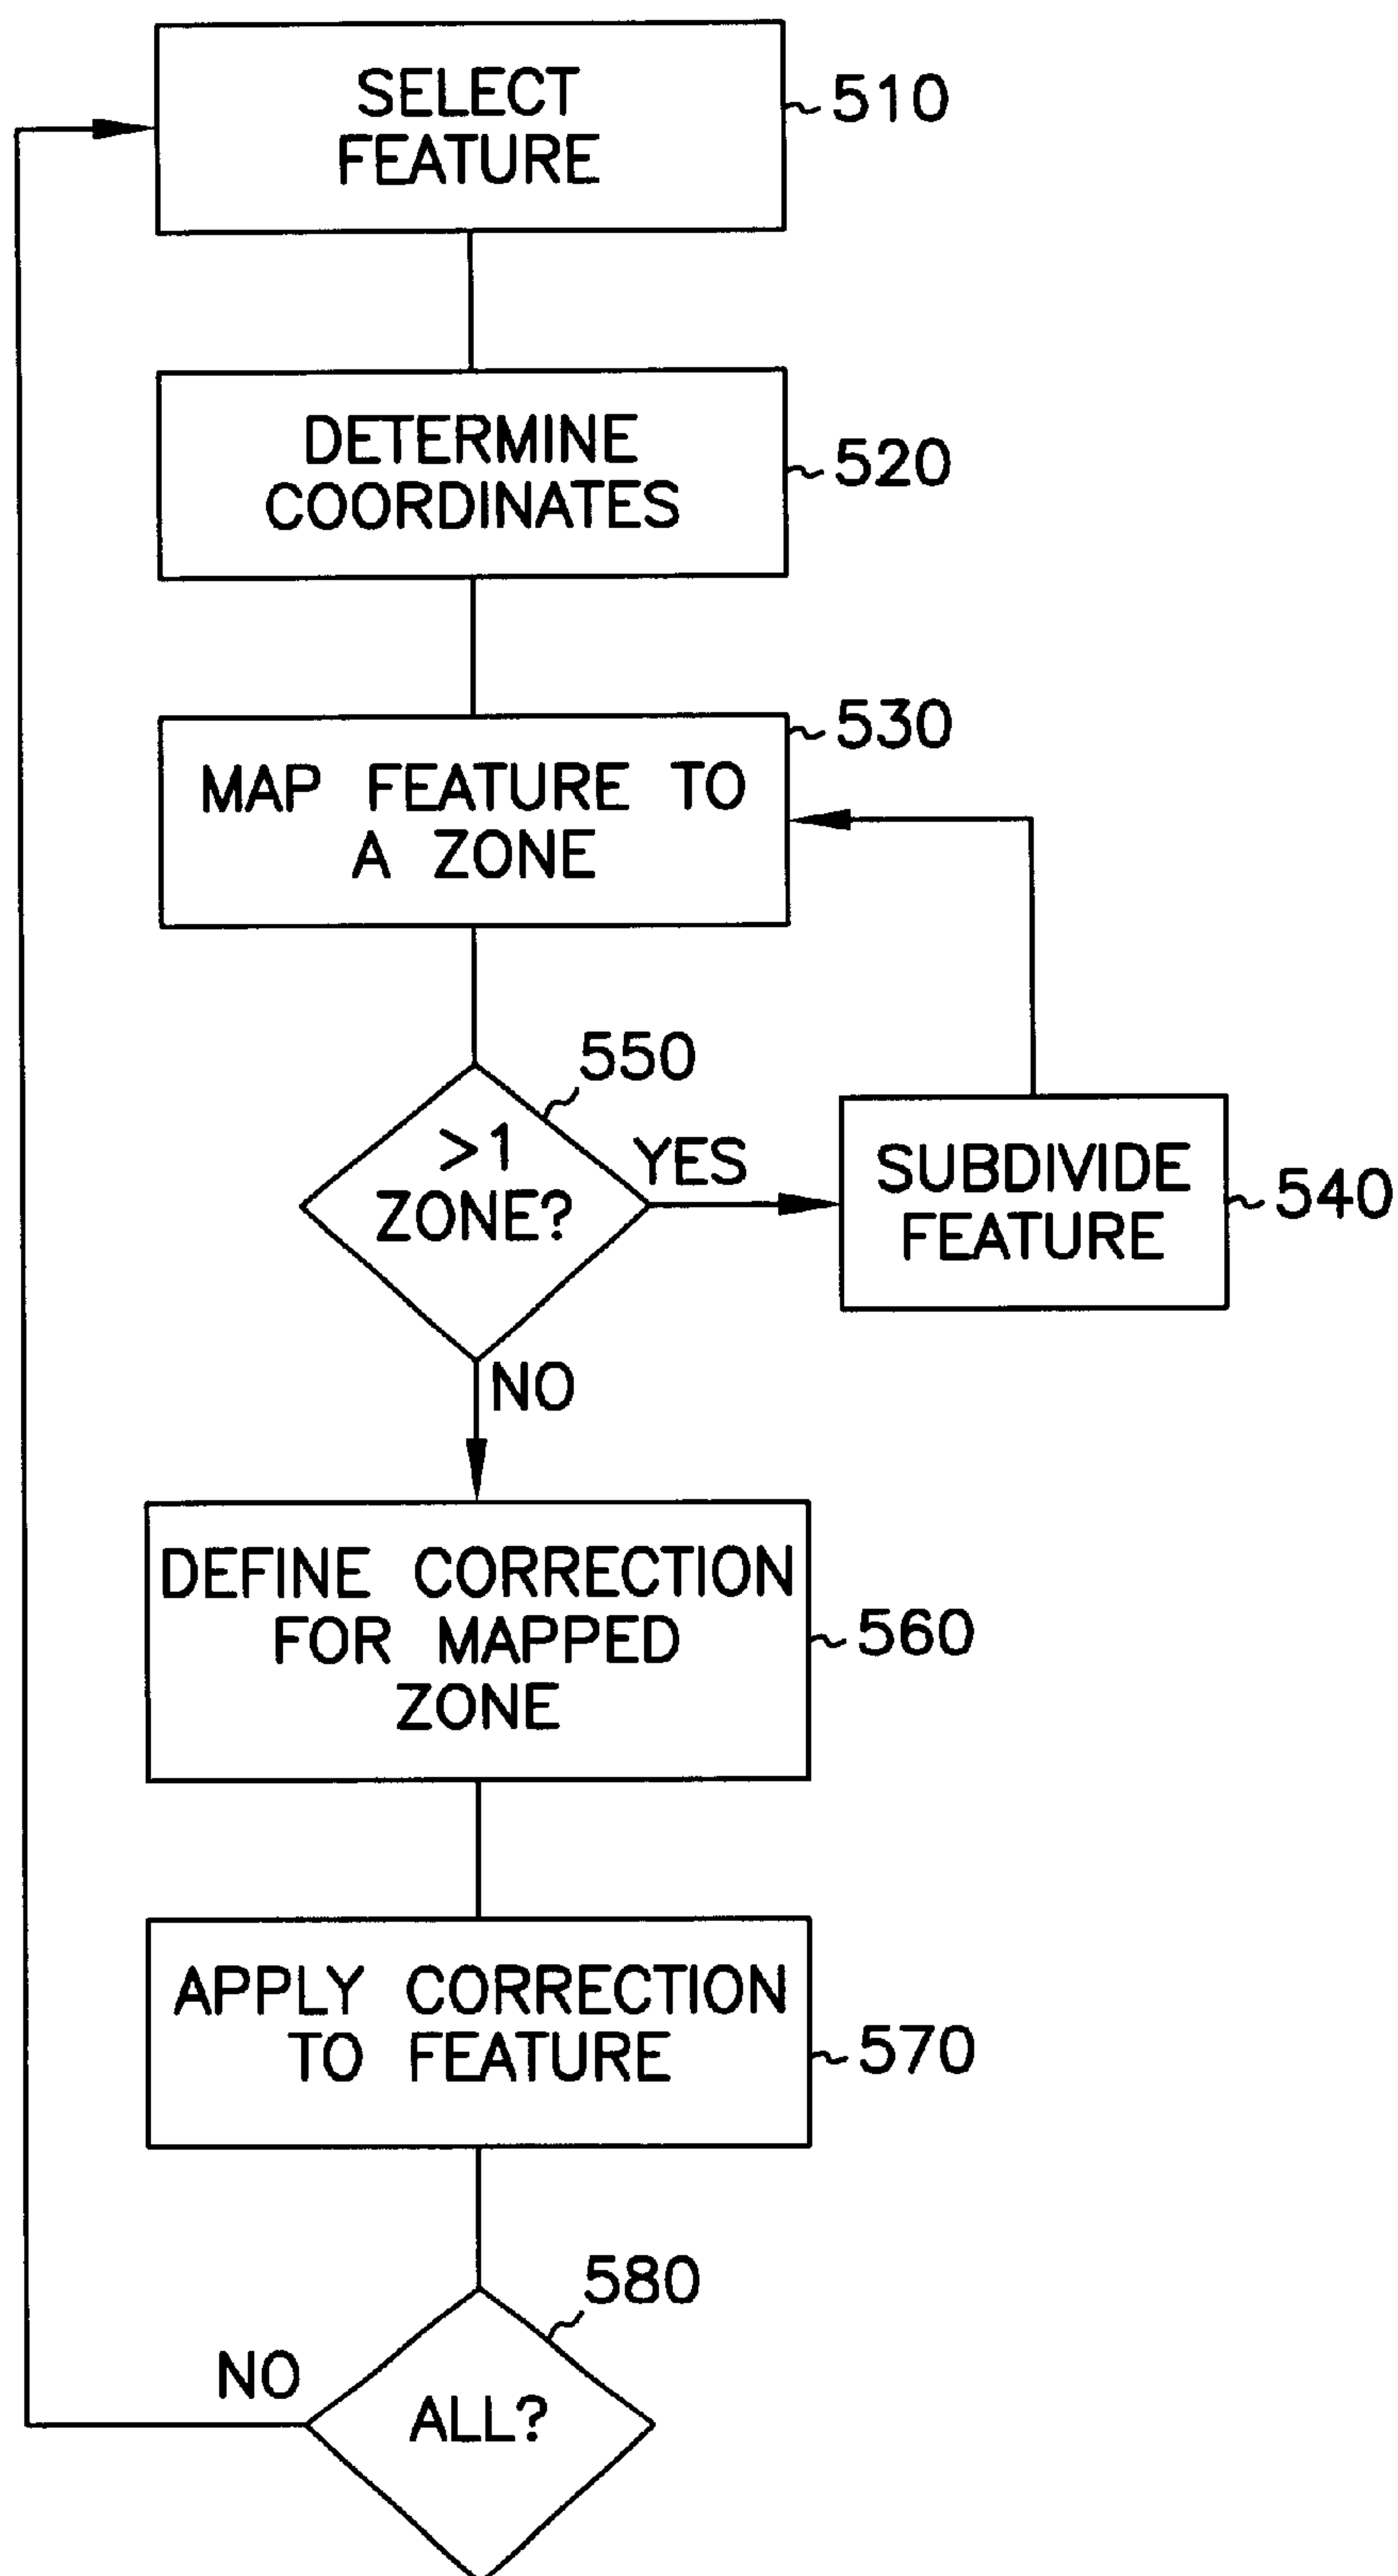 SELECT
FEATURE
510
DETERMINE
COORDINATES
520
530
MAP FEATURE TO
A ZONE
550
>1
ZONE?
YES
SUBDIVIDE
FEATURE
540
NO
DEFINE CORRECTION
FOR MAPPED
ZONE
560
APPLY CORRECTION
TO FEATURE
570
580
NO
ALL?